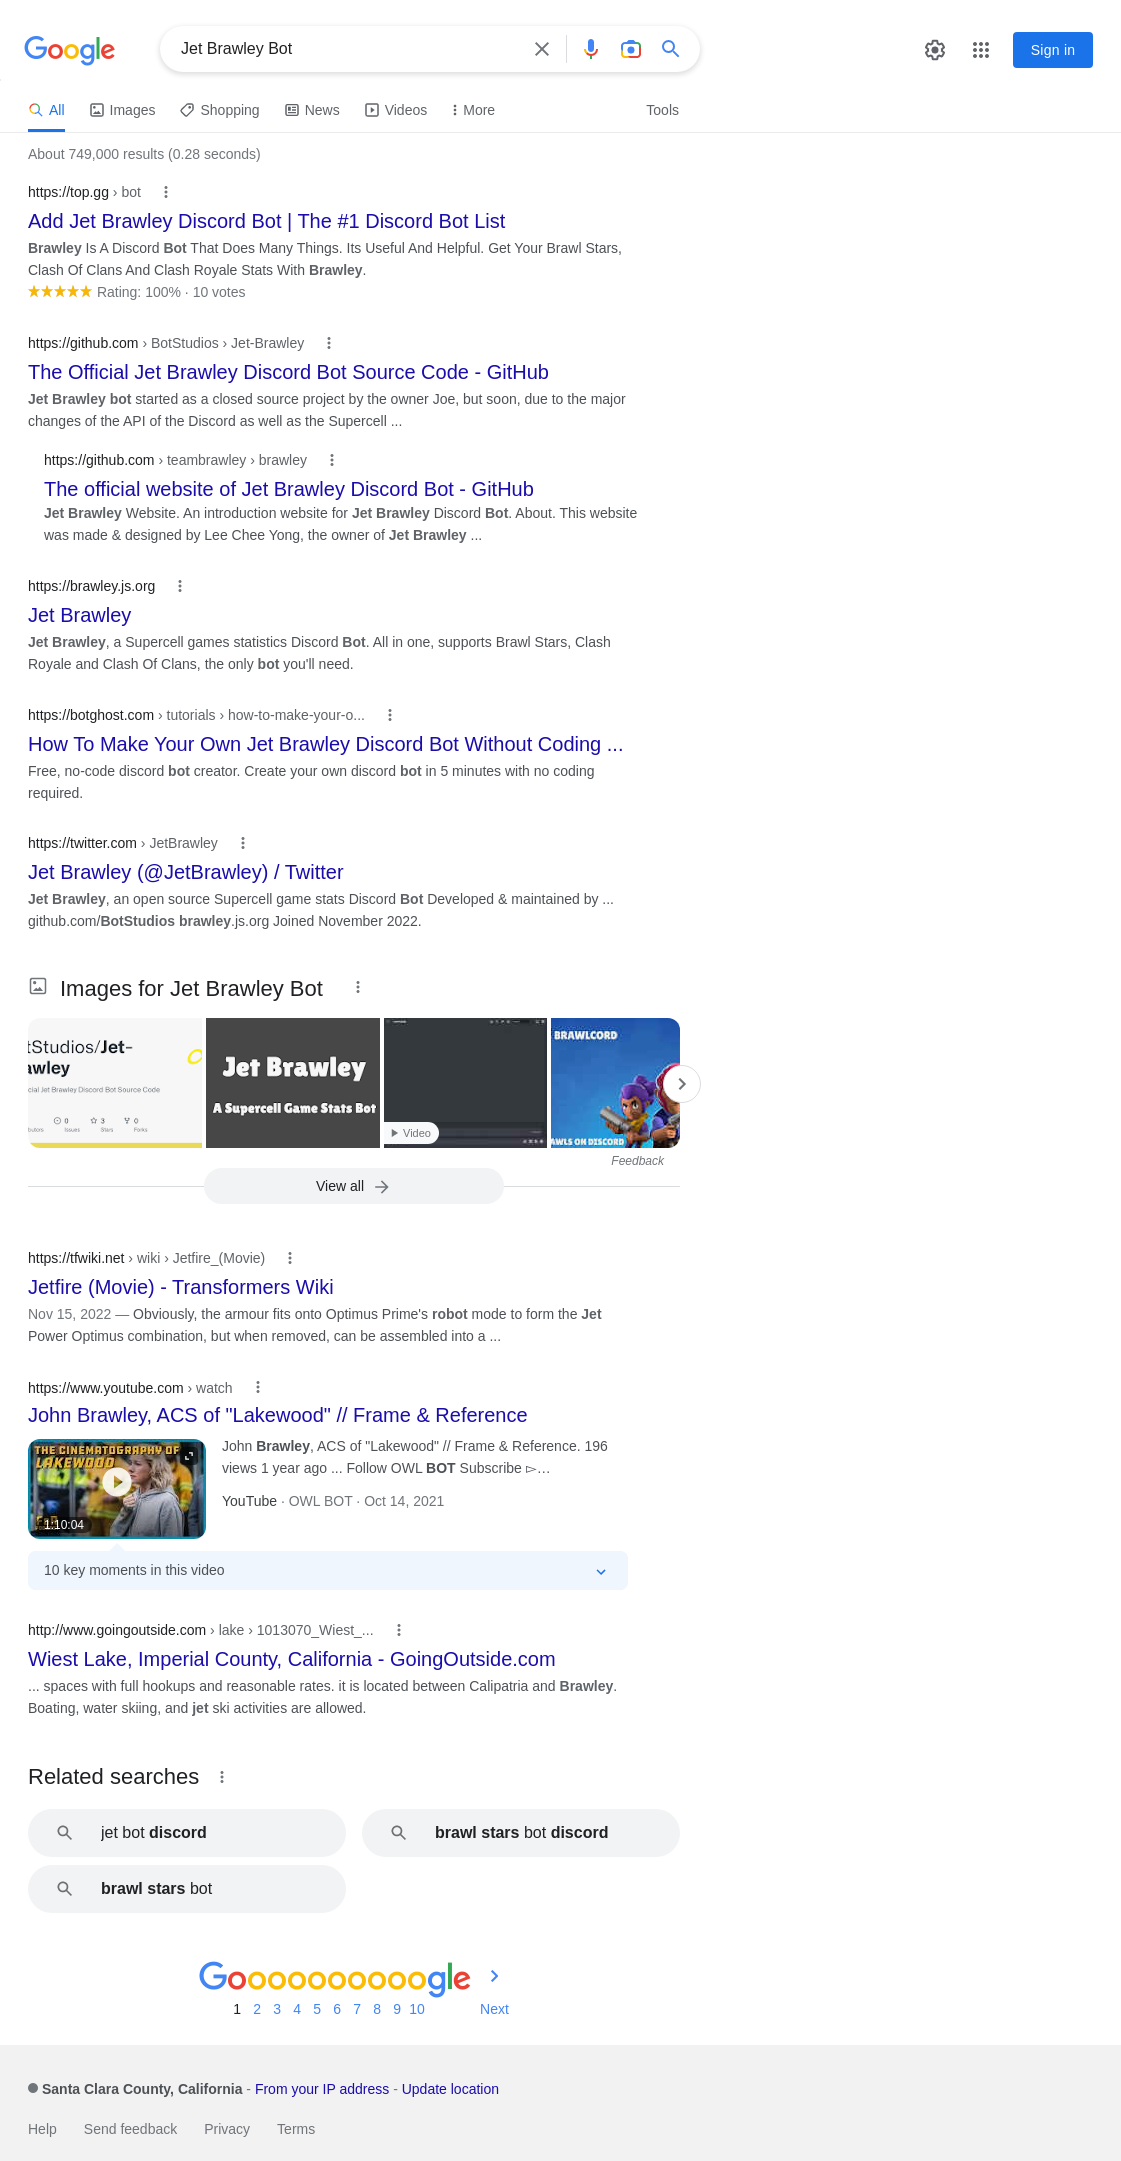 Google
Jet Brawley Bot
Sign in
All Images Shopping News Videos More Tools
About 749,000 results (0.28 seconds)
https://top.gg › bot
Add Jet Brawley Discord Bot | The #1 Discord Bot List
Brawley Is A Discord Bot That Does Many Things. Its Useful And Helpful. Get Your Brawl Stars,
Clash Of Clans And Clash Royale Stats With Brawley.
Rating: 100% · 10 votes
https://github.com › BotStudios › Jet-Brawley
The Official Jet Brawley Discord Bot Source Code - GitHub
Jet Brawley bot started as a closed source project by the owner Joe, but soon, due to the major
changes of the API of the Discord as well as the Supercell ...
https://github.com › teambrawley › brawley
The official website of Jet Brawley Discord Bot - GitHub
Jet Brawley Website. An introduction website for Jet Brawley Discord Bot. About. This website
was made & designed by Lee Chee Yong, the owner of Jet Brawley ...
https://brawley.js.org
Jet Brawley
Jet Brawley, a Supercell games statistics Discord Bot. All in one, supports Brawl Stars, Clash
Royale and Clash Of Clans, the only bot you'll need.
https://botghost.com › tutorials › how-to-make-your-o...
How To Make Your Own Jet Brawley Discord Bot Without Coding ...
Free, no-code discord bot creator. Create your own discord bot in 5 minutes with no coding
required.
https://twitter.com › JetBrawley
Jet Brawley (@JetBrawley) / Twitter
Jet Brawley, an open source Supercell game stats Discord Bot Developed & maintained by ...
github.com/BotStudios brawley.js.org Joined November 2022.
Images for Jet Brawley Bot
tStudios/Jet-
awley
cial Jet Brawley Discord Bot Source Code
0 3 0
Issues Stars Forks
Jet Brawley
A Supercell Game Stats Bot
Video
BRAWLCORD
AWLS ON DISCORD
Feedback
View all
https://tfwiki.net › wiki › Jetfire_(Movie)
Jetfire (Movie) - Transformers Wiki
Nov 15, 2022 — Obviously, the armour fits onto Optimus Prime's robot mode to form the Jet
Power Optimus combination, but when removed, can be assembled into a ...
https://www.youtube.com › watch
John Brawley, ACS of "Lakewood" // Frame & Reference
THE CINEMATOGRAPHY OF
LAKEWOOD
1:10:04
John Brawley, ACS of "Lakewood" // Frame & Reference. 196
views 1 year ago ... Follow OWL BOT Subscribe ▻…
YouTube · OWL BOT · Oct 14, 2021
10 key moments in this video
http://www.goingoutside.com › lake › 1013070_Wiest_...
Wiest Lake, Imperial County, California - GoingOutside.com
... spaces with full hookups and reasonable rates. it is located between Calipatria and Brawley.
Boating, water skiing, and jet ski activities are allowed.
Related searches
jet bot discord
brawl stars bot discord
brawl stars bot
Goooooooooogle
1 2 3 4 5 6 7 8 9 10 Next
Santa Clara County, California - From your IP address - Update location
Help Send feedback Privacy Terms